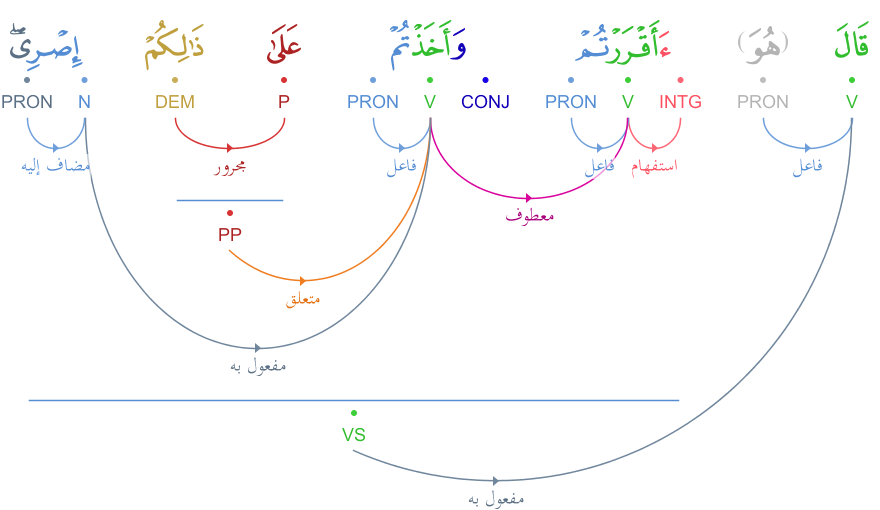 قَالَ (هُوَ) ءَأَقْرَرْتُمْ وَأَخَذْتُمْ عَلَىٰ ذَٰلِكُمْ إِصْرِىۖ
V PRON INTG V PRON CONJ V PRON P DEM N PRON
فاعل استفهام فاعل فاعل مجرور مضاف إليه
معطوف
PP
متعلق
مفعول به
VS
مفعول به